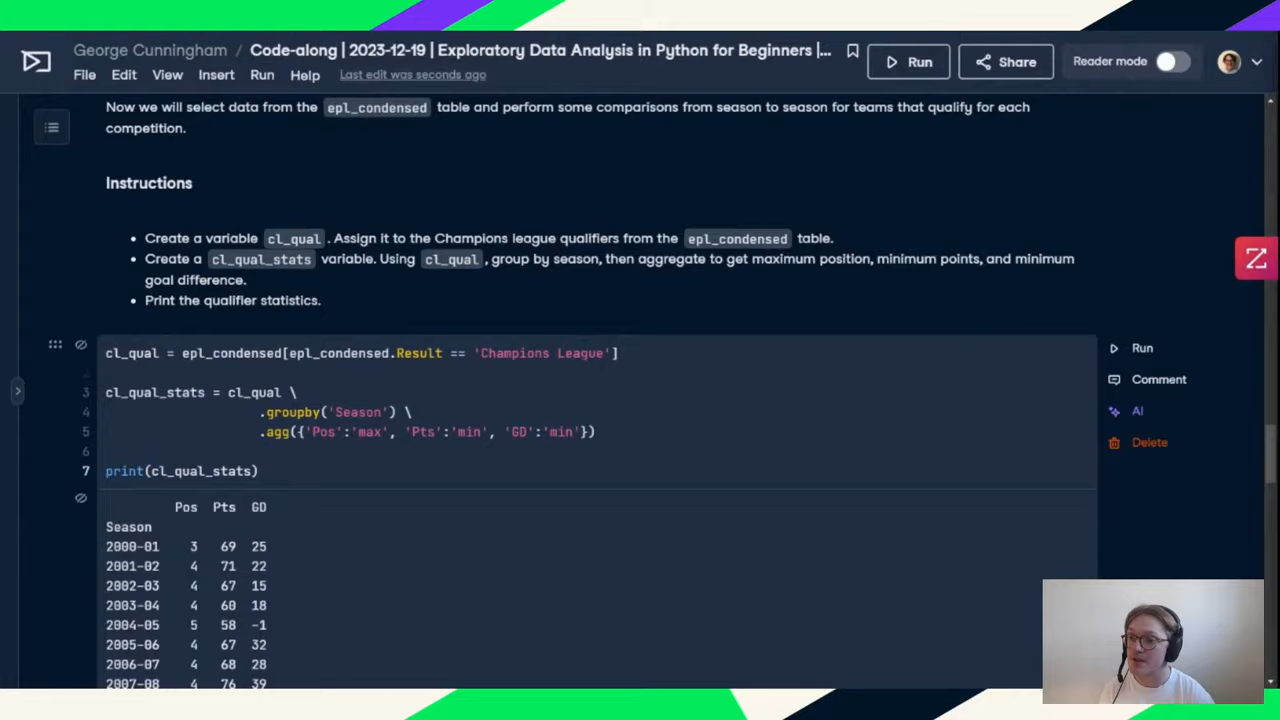 George Cunningham / Code-along | 2023-12-19 | Exploratory Data Analysis in Python for Beginners |...
Run
Share
Reader mode
File Edit View Insert Run Help Last edit was seconds ago
Now we will select data from the epl_condensed table and perform some comparisons from season to season for teams that qualify for each
competition.
Instructions
• Create a variable cl_qual . Assign it to the Champions league qualifiers from the epl_condensed table.
• Create a cl_qual_stats variable. Using cl_qual , group by season, then aggregate to get maximum position, minimum points, and minimum
goal difference.
• Print the qualifier statistics.
cl_qual = epl_condensed[epl_condensed.Result == 'Champions League']
3 cl_qual_stats = cl_qual \
4 .groupby('Season') \
5 .agg({'Pos':'max', 'Pts':'min', 'GD':'min'})
6
7 print(cl_qual_stats)
Run
Comment
AI
Delete
Pos Pts GD
Season
2000-01 3 69 25
2001-02 4 71 22
2002-03 4 67 15
2003-04 4 60 18
2004-05 5 58 -1
2005-06 4 67 32
2006-07 4 68 28
2007-08 4 76 39